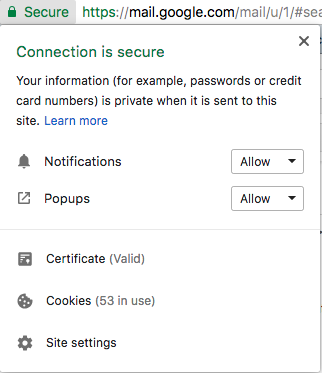 Secure https://mail.google.com/mail/u/1/#sea
Connection is secure
Your information (for example, passwords or credit
card numbers) is private when it is sent to this
site. Learn more
Notifications Allow
Popups Allow
Certificate (Valid)
Cookies (53 in use)
Site settings